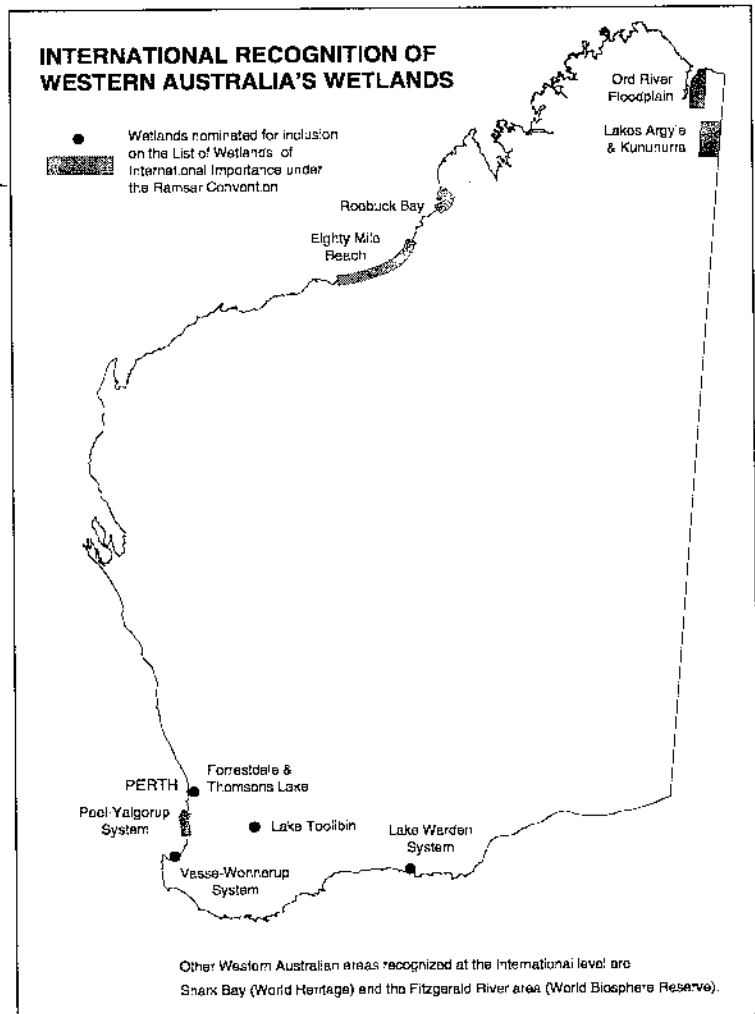 INTERNATIONAL RECOGNITION OF
WESTERN AUSTRALIA'S WETLANDS
Wetlands nominated for inclusion
on the List of Wetlands of
International Importance under
the Ramsar Convention
Ord River
Floodplain
Lakes Argyle
& Kununurra
Roebuck Bay
Eighty Mile
Beach
PERTH
Forrestdale &
Thomsons Lake
Peel-Yalgorup
System
Lake Toolibin
Lake Warden
System
Vasse-Wonnerup
System
Other Western Australian areas recognized at the international level are
Shark Bay (World Heritage) and the Fitzgerald River area (World Biosphere Reserve).